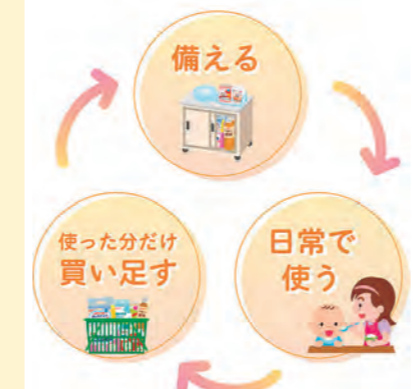 備える
日常で
使う
使った分だけ
買い足す